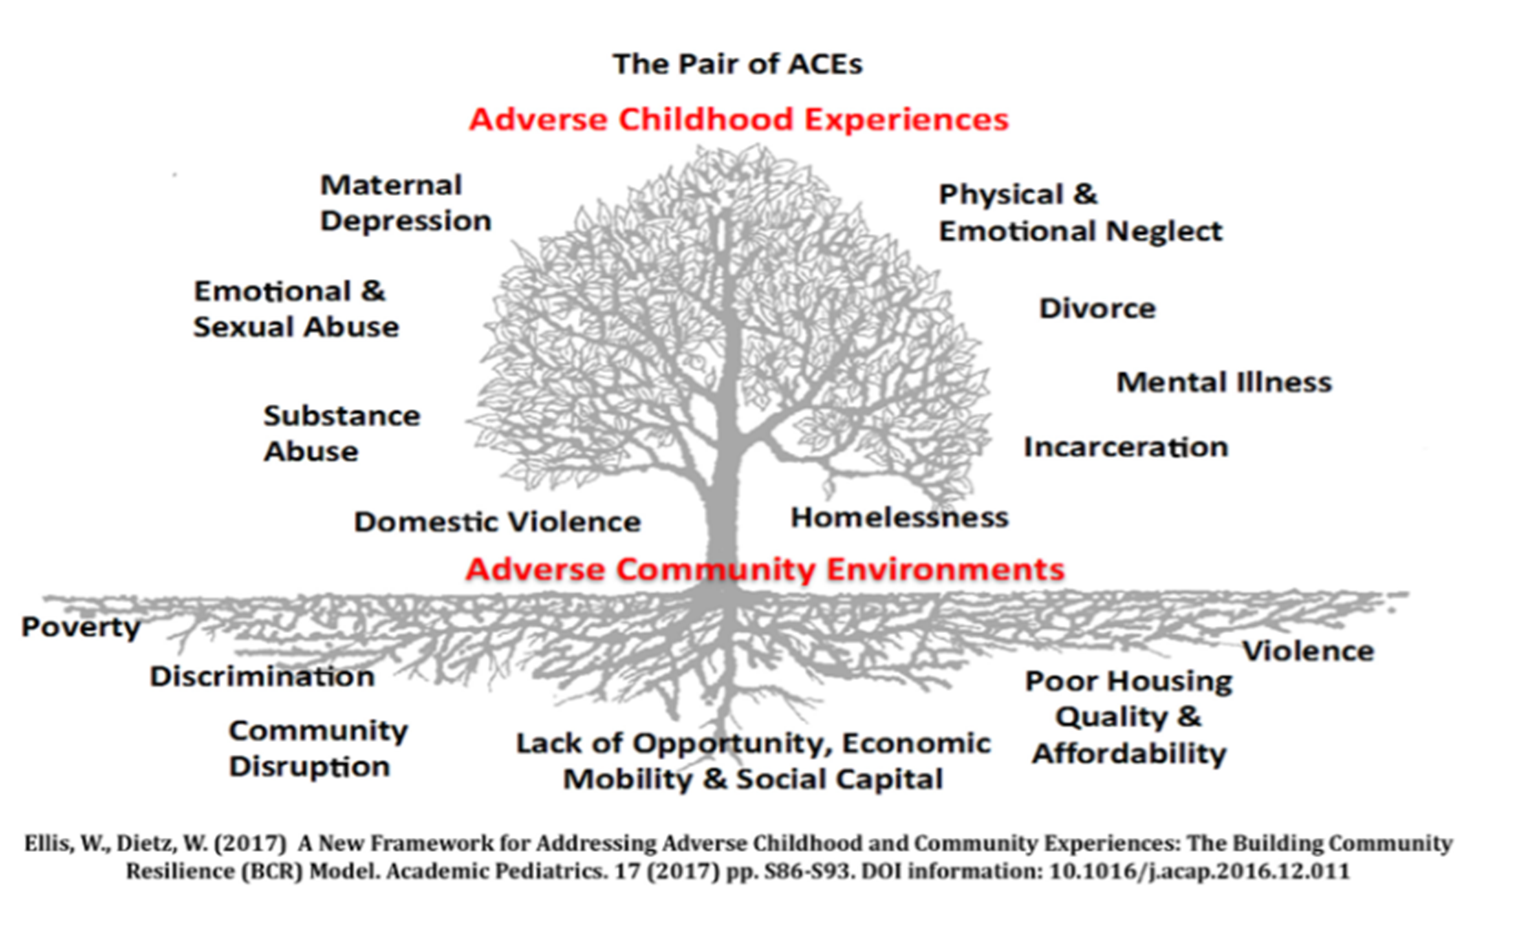 The Pair of ACEs
Adverse Childhood Experiences
Maternal
Depression
Physical &
Emotional Neglect
Emotional &
Sexual Abuse
Divorce
Mental Illness
Substance
Abuse
Incarceration
Domestic Violence
Homelessness
Adverse Community Environments
Poverty
Violence
Discrimination
Poor Housing
Quality &
Affordability
Community
Disruption
Lack of Opportunity, Economic
Mobility & Social Capital
Ellis, W., Dietz, W. (2017) A New Framework for Addressing Adverse Childhood and Community Experiences: The Building Community
Resilience (BCR) Model. Academic Pediatrics. 17 (2017) pp. S86-S93. DOI information: 10.1016/j.acap.2016.12.011